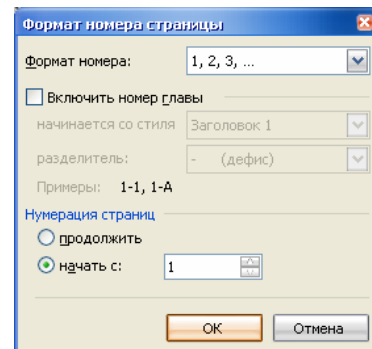 Формат номера страницы
Формат номера: 1, 2, 3, ...
Включить номер главы
начинается со стиля Заголовок 1
разделитель: - (дефис)
Примеры: 1-1, 1-A
Нумерация страниц
продолжить
начать с: 1
ОК Отмена